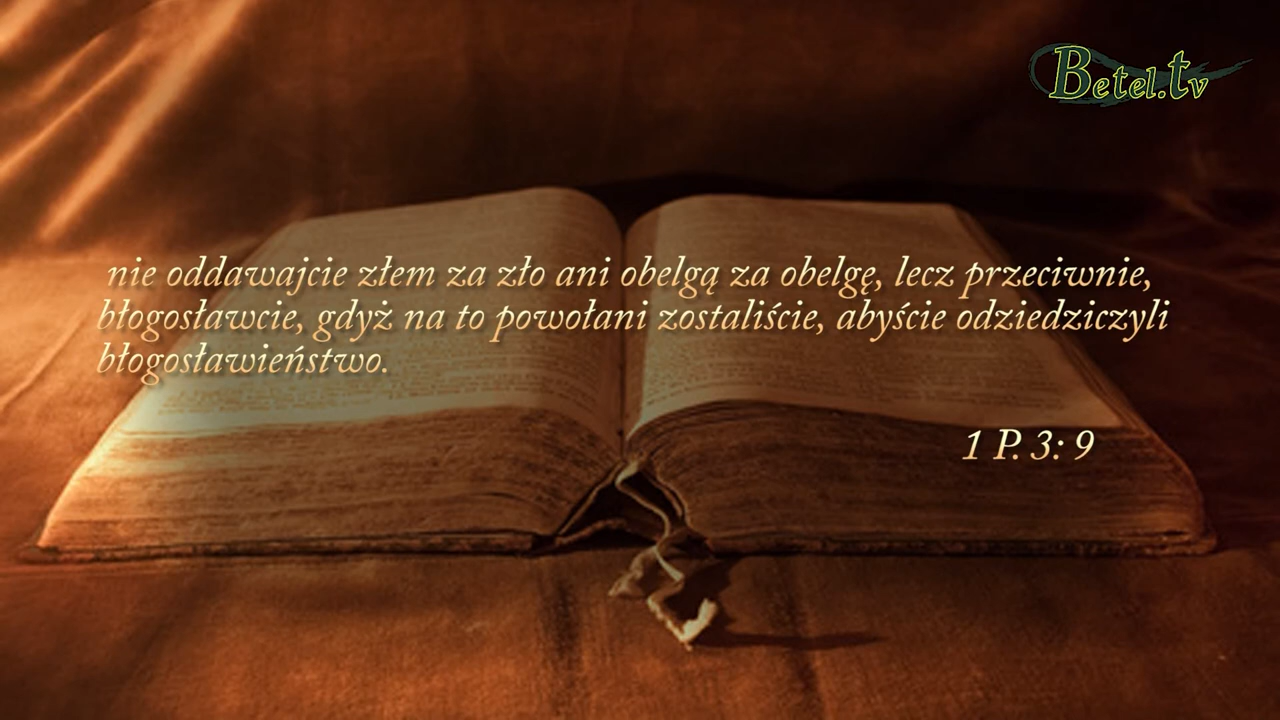 Betel.tv
nie oddawajcie złem za zło ani obelgą za obelgę, lecz przeciwnie,
błogosławcie, gdyż na to powołani zostaliście, abyście odziedziczyli
błogosławieństwo.
1 P. 3: 9